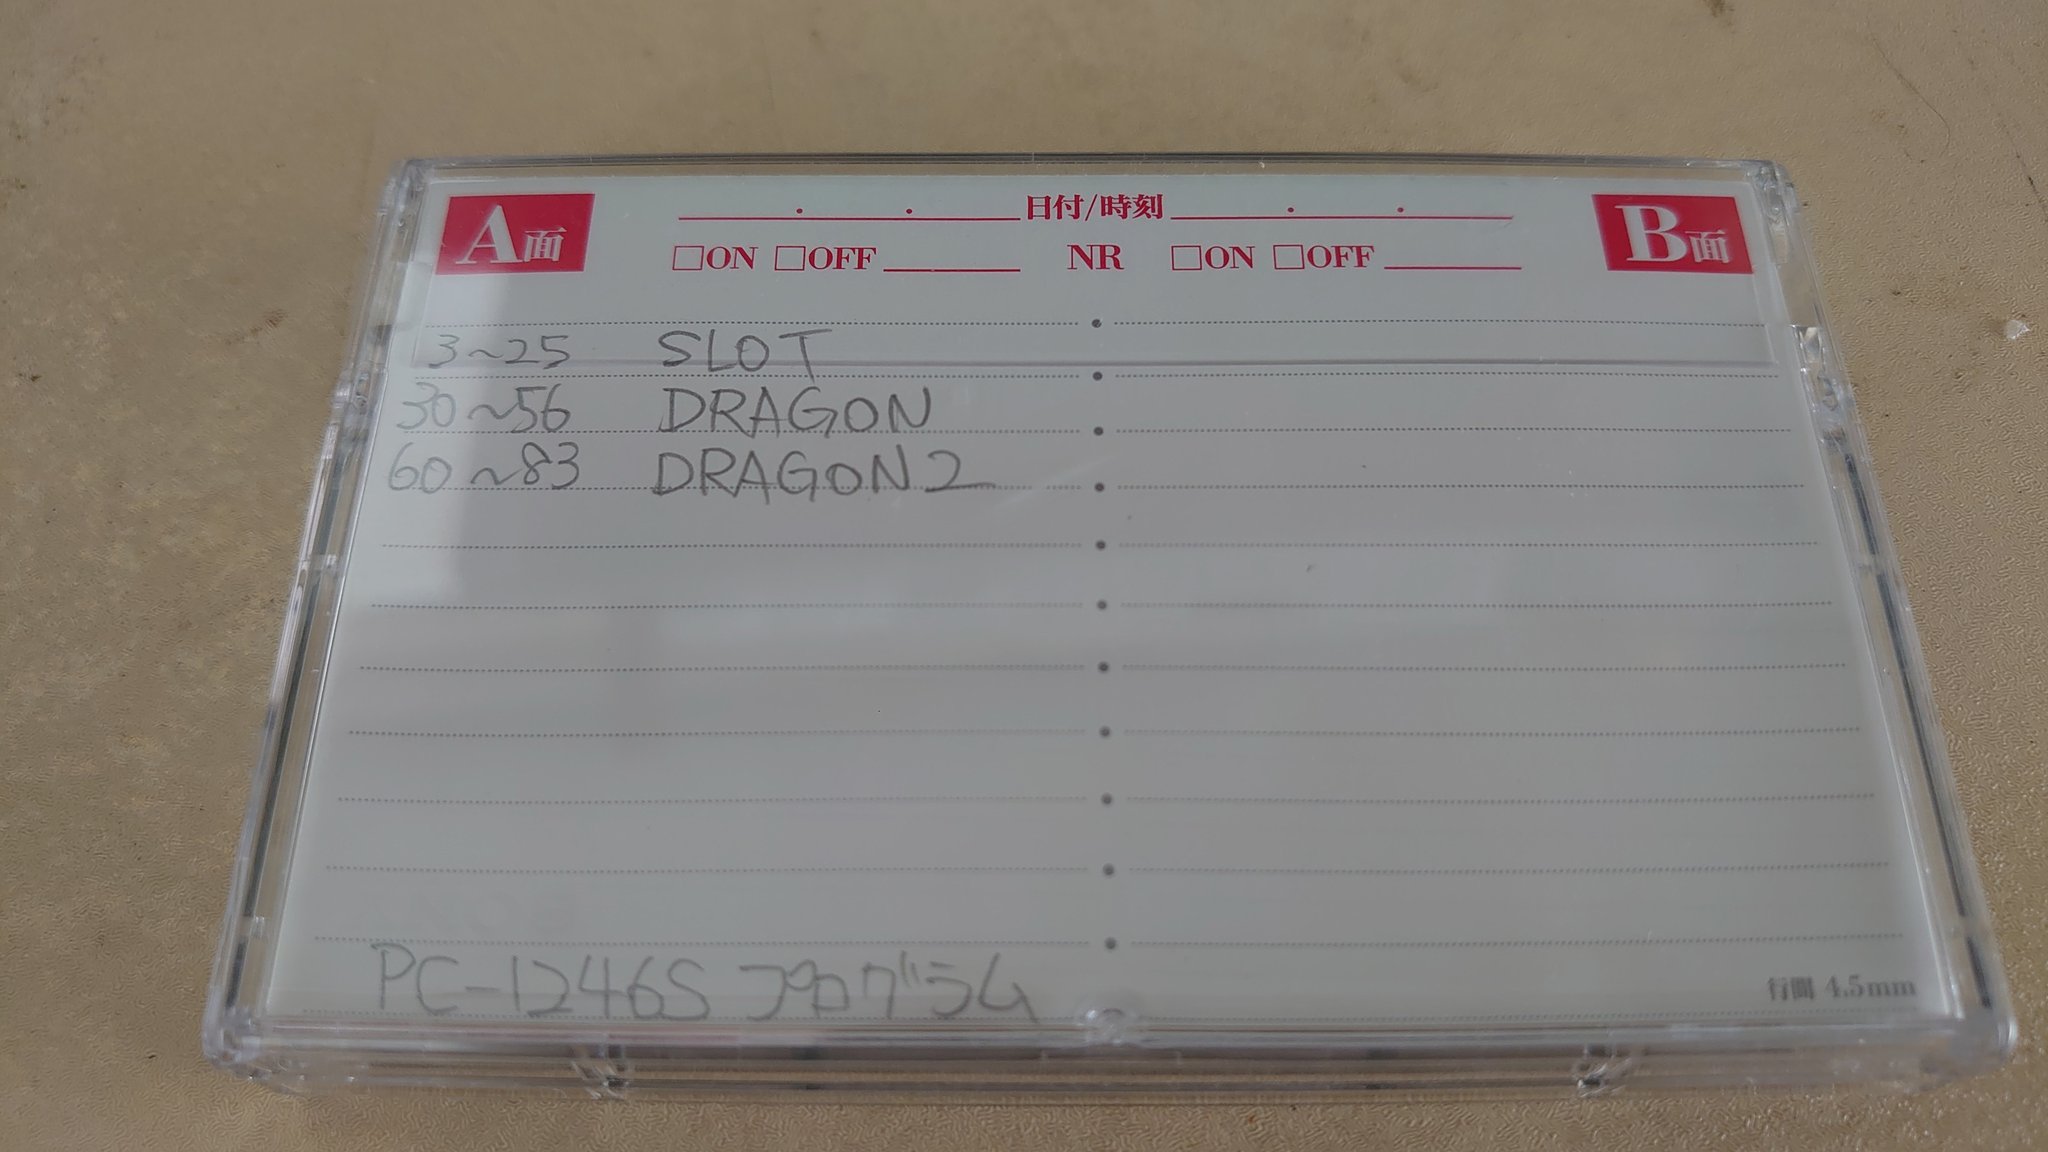 A面 日付/時刻 B面
□ON □OFF NR □ON □OFF
3~25 SLOT
30~56 DRAGON
60~83 DRAGON2
PC-1246S プログラム
行間 4.5mm